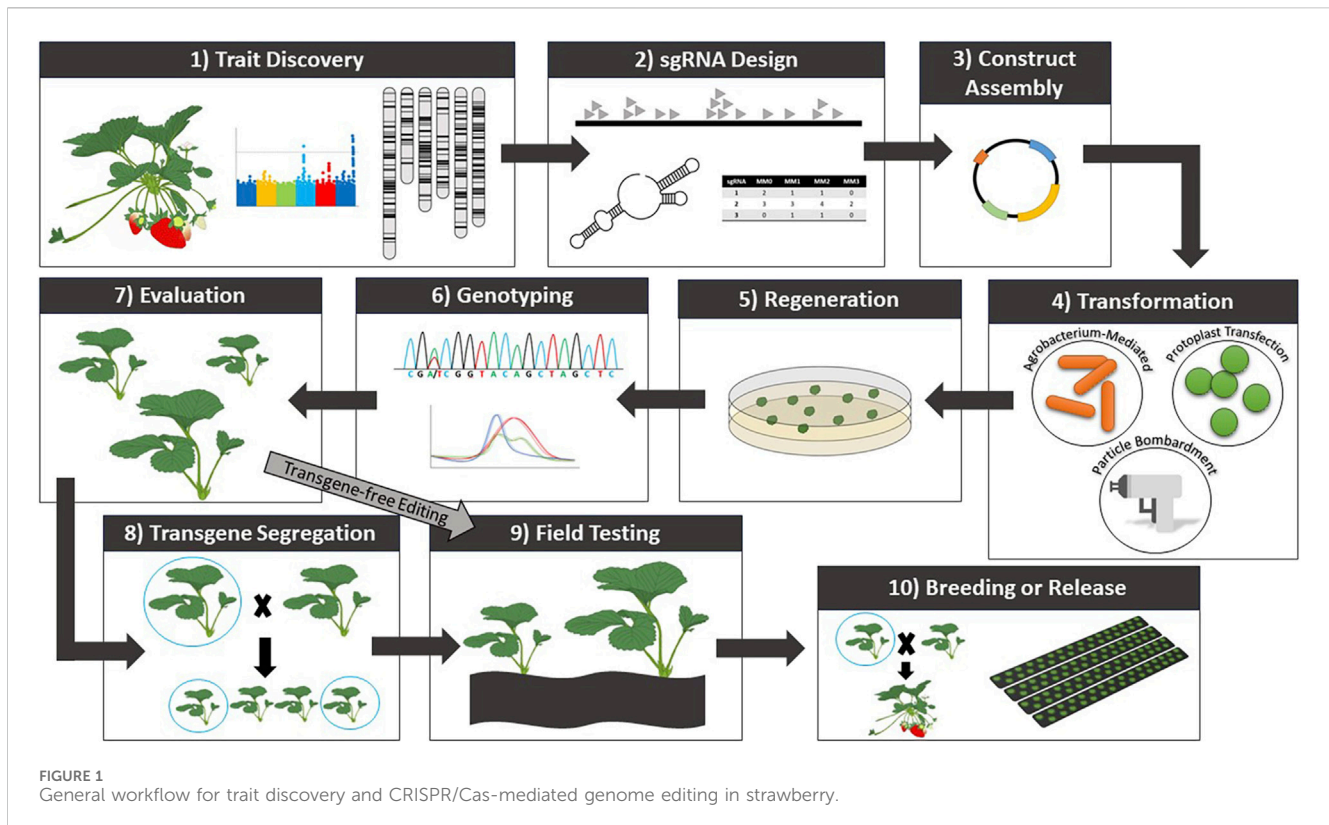 1) Trait Discovery
2) sgRNA Design
sgRNA MM0 MM1 MM2 MM3
1 2 1 1 0
2 3 3 4 2
3 0 1 1 0
3) Construct
Assembly
4) Transformation
Agrobacterium-Mediated
Protoplast Transfection
Particle Bombardment
5) Regeneration
6) Genotyping
CGATCGGTACAGCTAGCTC
7) Evaluation
Transgene-free Editing
8) Transgene Segregation
9) Field Testing
10) Breeding or Release
FIGURE 1
General workflow for trait discovery and CRISPR/Cas-mediated genome editing in strawberry.